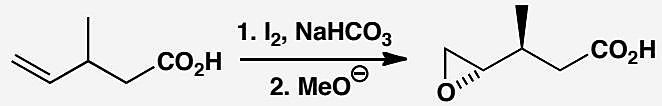 CO₂H
1. I₂, NaHCO₃
2. MeO⊖
O
CO₂H